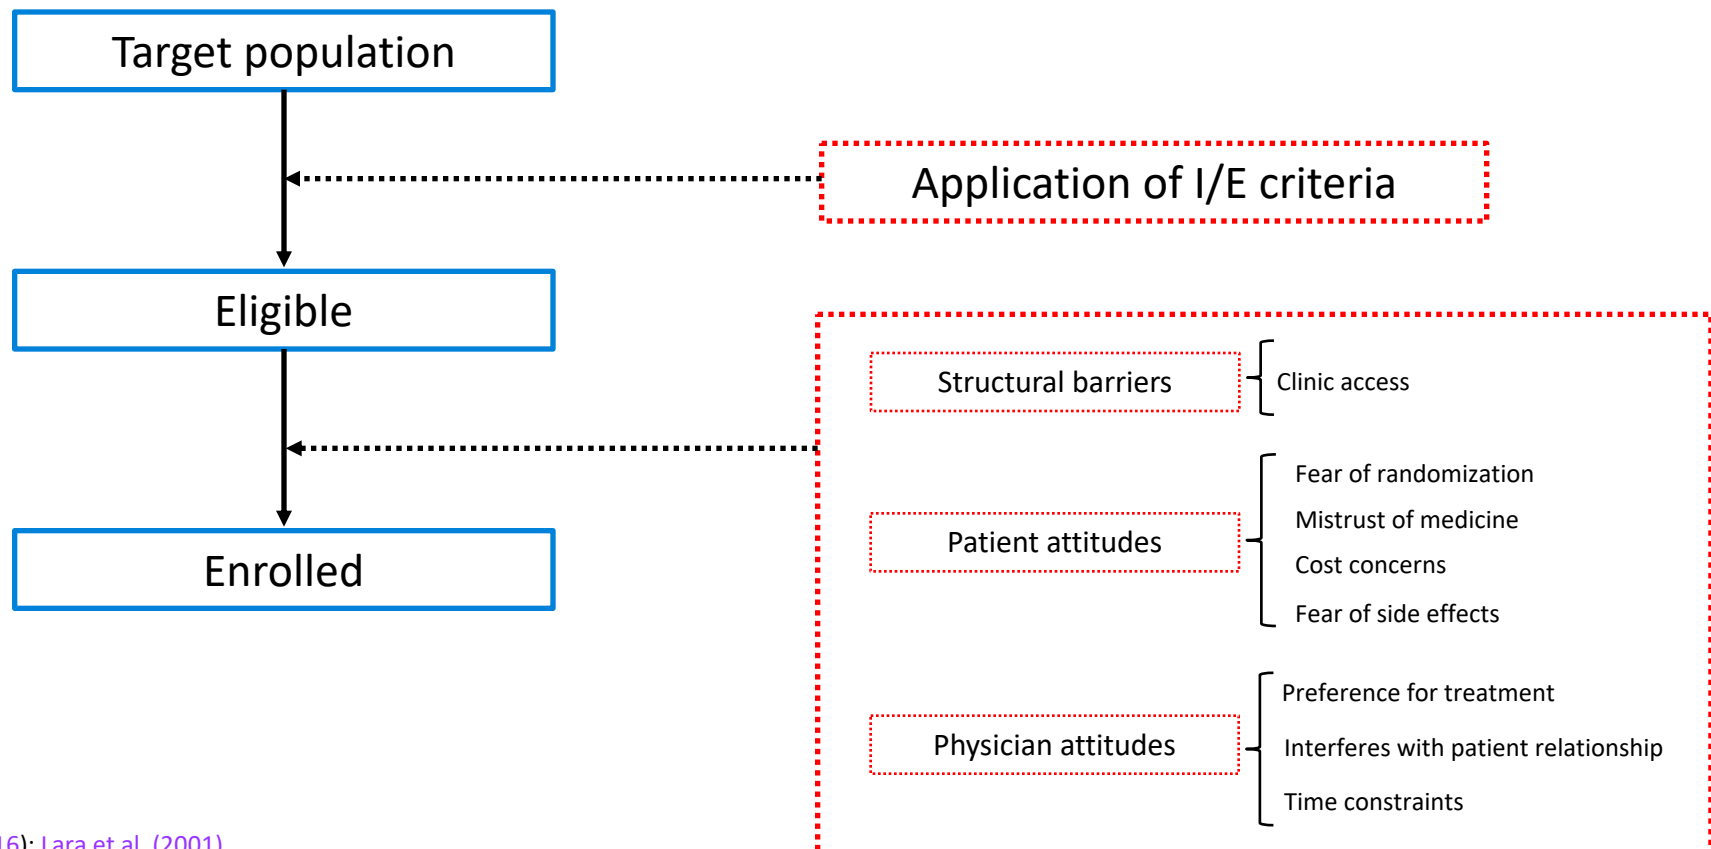 Target population
Application of I/E criteria
Eligible
Structural barriers
Clinic access
Patient attitudes
Fear of randomization
Mistrust of medicine
Cost concerns
Fear of side effects
Enrolled
Physician attitudes
Preference for treatment
Interferes with patient relationship
Time constraints
16); Lara et al. (2001)